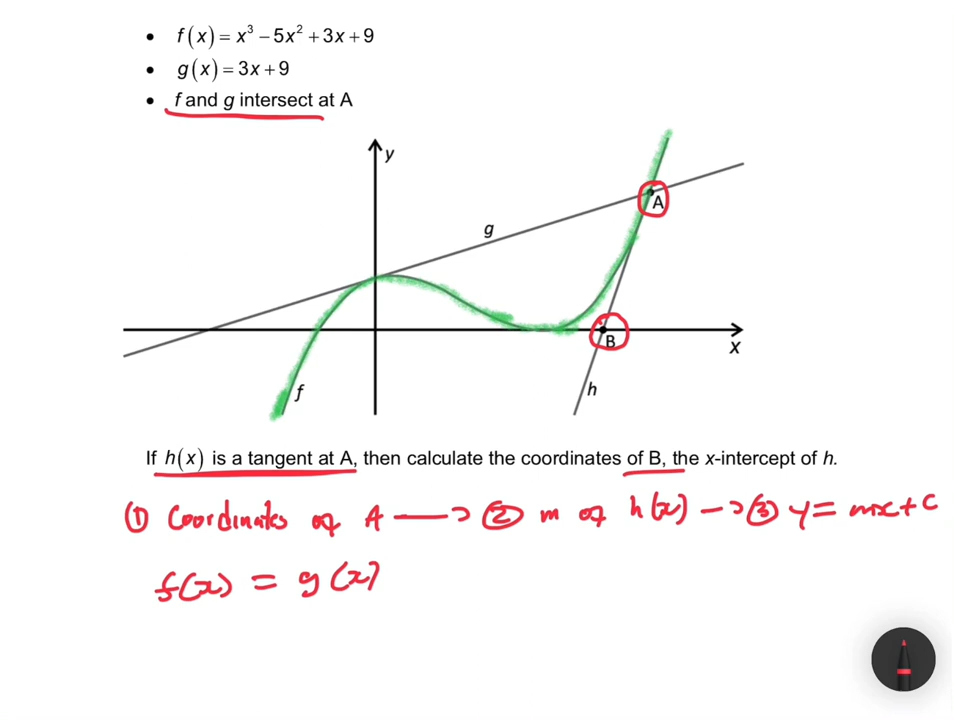 • f(x) = x³ − 5x² + 3x + 9
• g(x) = 3x + 9
• f and g intersect at A
y
A
g
B
x
f
h
If h(x) is a tangent at A, then calculate the coordinates of B, the x-intercept of h.
① Coordinates of A → ② m of h(x) → ③ y = mx + c
f(x) = g(x)